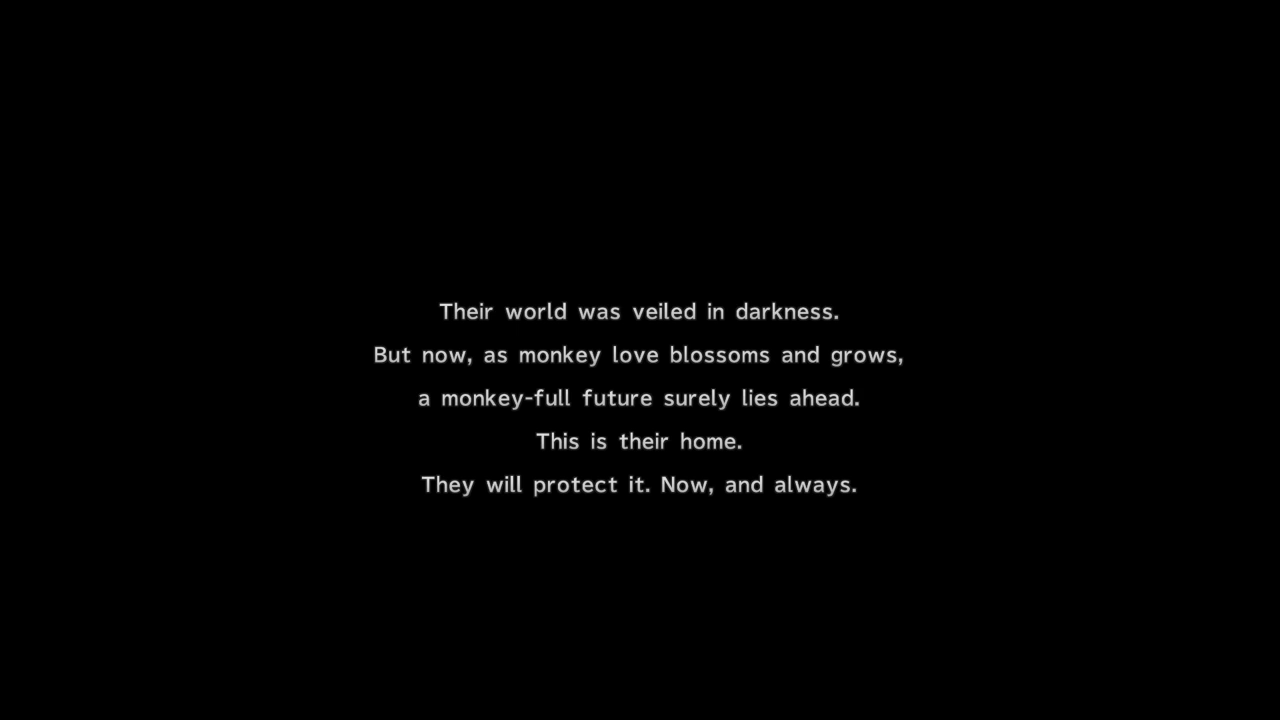 Their world was veiled in darkness.
But now, as monkey love blossoms and grows,
a monkey-full future surely lies ahead.
This is their home.
They will protect it. Now, and always.